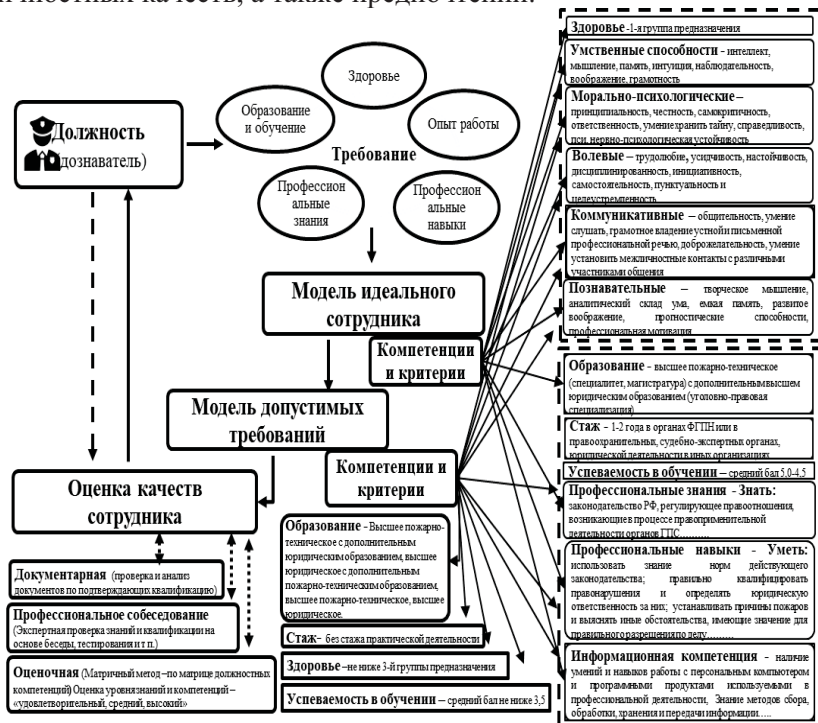 чностных качеств, а также предпочтений.
Здоровье
Образование
и обучение
Опыт работы
Требование
Профессион
альные
знания
Профессион
альные
навыки
Должность
дознаватель)
Модель идеального
сотрудника
Компетенции
и критерии
Модель допустимых
требований
Компетенции и
критерии
Оценка качеств
сотрудника
Документарная (проверка и анализ
документов по подтверждающих квалификацию)
Профессиональное собеседование
(Экспертная проверка знаний и квалификации на
основе беседы, тестирования и т п.)
Оценочная (Матричный метод –по матрице должностных
компетенций) Оценка уровня знаний и компетенций –
«удовлетворительный, средний, высокий»
Образование - Высшее пожарно-
техническое с дополнительным
юридическим образованием, высшее
юридическое с дополнительным
пожарно-техническим образованием,
высшее пожарно-техническое, высшее
юридическое.
Стаж– без стажа практической деятельности
Здоровье –не ниже 3-й группы предназначения
Успеваемость в обучении – средний бал не ниже 3,5
Здоровье -1-я группа предназначения
Умственные способности - интеллект,
мышление, память, интуиция, наблюдательность,
воображение, грамотность
Морально-психологические –
принципиальность, честность, самокритичность,
ответственность, умение хранить тайну, справедливость,
пси, нервно-психологическая устойчивость
Волевые – трудолюбие, усидчивость, настойчивость,
дисциплинированность, инициативность,
самостоятельность, пунктуальность и
целеустремленность
Коммуникативные – общительность, умение
слушать, грамотное владение устной и письменной
профессиональной речью, доброжелательность, умение
установить межличностные контакты с различными
участниками общения
Познавательные – творческое мышление,
аналитический склад ума, емкая память, развитое
воображение, прогностические способности,
профессиональная мотивация
Образование - высшее пожарно-техническое
(специалитет, магистратура) с дополнительным высшем
юридическим образованием (уголовно-правовая
специализация)
Стаж - 1-2 года в органах ФГПН или в
правоохранительных, судебно-экспертных органах,
юридической деятельности в иных организациях
Успеваемость в обучении – средний бал 5,0-4,5
Профессиональные знания - Знать:
законодательство РФ, регулирующее правоотношения,
возникающие в процессе правоприменительной
деятельности органов ГПС………
Профессиональные навыки - Уметь:
использовать знание норм действующего
законодательства; правильно квалифицировать
правонарушения и определять юридическую
ответственность за них; устанавливать причины пожаров
и выяснять иные обстоятельства, имеющие значение для
правильного разрешения по делу………
Информационная компетенция - наличие
умений и навыков работы с персональным компьютером
и программными продуктами используемыми в
профессиональной деятельности, Знание методов сбора,
обработки, хранения и передачи информации…..